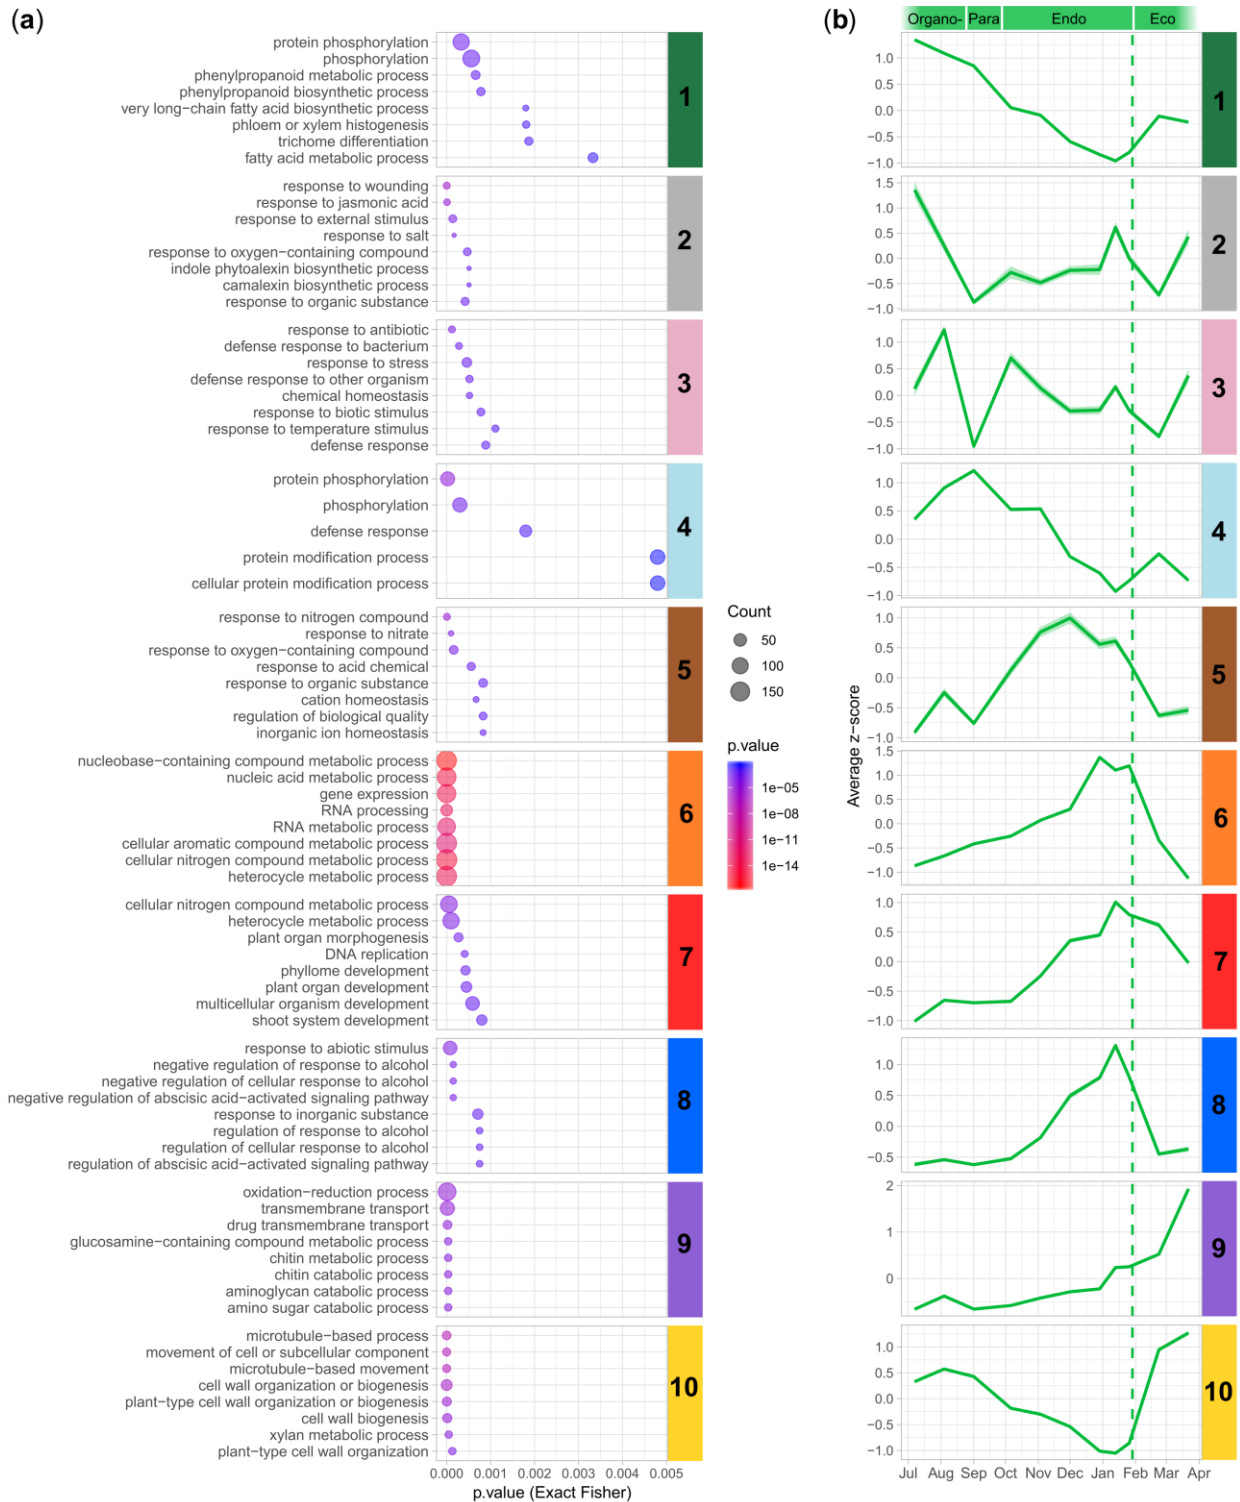 (a)
protein phosphorylation
phosphorylation
phenylpropanoid metabolic process
phenylpropanoid biosynthetic process
very long−chain fatty acid biosynthetic process
phloem or xylem histogenesis
trichome differentiation
fatty acid metabolic process
1
response to wounding
response to jasmonic acid
response to external stimulus
response to salt
response to oxygen−containing compound
indole phytoalexin biosynthetic process
camalexin biosynthetic process
response to organic substance
2
response to antibiotic
defense response to bacterium
response to stress
defense response to other organism
chemical homeostasis
response to biotic stimulus
response to temperature stimulus
defense response
3
protein phosphorylation
phosphorylation
defense response
protein modification process
cellular protein modification process
4
response to nitrogen compound
response to nitrate
response to oxygen−containing compound
response to acid chemical
response to organic substance
cation homeostasis
regulation of biological quality
inorganic ion homeostasis
5
nucleobase−containing compound metabolic process
nucleic acid metabolic process
gene expression
RNA processing
RNA metabolic process
cellular aromatic compound metabolic process
cellular nitrogen compound metabolic process
heterocycle metabolic process
6
cellular nitrogen compound metabolic process
heterocycle metabolic process
plant organ morphogenesis
DNA replication
phyllome development
plant organ development
multicellular organism development
shoot system development
7
response to abiotic stimulus
negative regulation of response to alcohol
negative regulation of cellular response to alcohol
negative regulation of abscisic acid−activated signaling pathway
response to inorganic substance
regulation of response to alcohol
regulation of cellular response to alcohol
regulation of abscisic acid−activated signaling pathway
8
oxidation−reduction process
transmembrane transport
drug transmembrane transport
glucosamine−containing compound metabolic process
chitin metabolic process
chitin catabolic process
aminoglycan catabolic process
amino sugar catabolic process
9
microtubule−based process
movement of cell or subcellular component
microtubule−based movement
cell wall organization or biogenesis
plant−type cell wall organization or biogenesis
cell wall biogenesis
xylan metabolic process
plant−type cell wall organization
10
0.000 0.001 0.002 0.003 0.004 0.005
p.value (Exact Fisher)
Count
50
100
150
p.value
1e−05
1e−08
1e−11
1e−14
(b)
Organo- Para Endo Eco
Average z−score
1.0
0.5
0.0
−0.5
−1.0
1
1.5
1.0
0.5
0.0
−0.5
−1.0
2
1.0
0.5
0.0
−0.5
−1.0
3
1.0
0.5
0.0
−0.5
−1.0
4
1.0
0.5
0.0
−0.5
−1.0
5
1.5
1.0
0.5
0.0
−0.5
−1.0
6
1.0
0.5
0.0
−0.5
−1.0
7
1.0
0.5
0.0
−0.5
8
2
1
0
9
1.0
0.5
0.0
−0.5
−1.0
10
Jul Aug Sep Oct Nov Dec Jan Feb Mar Apr